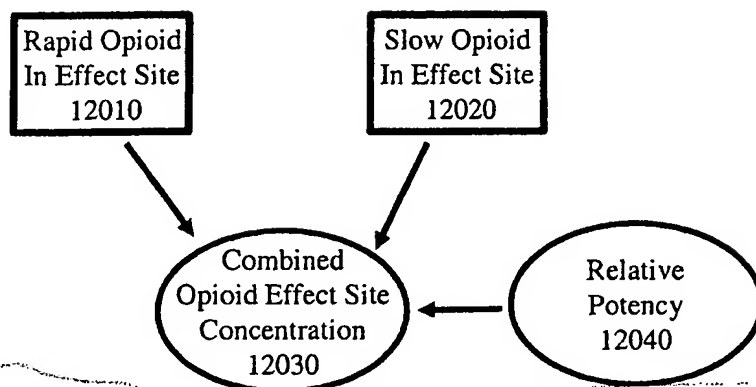 Rapid Opioid
In Effect Site
12010
Slow Opioid
In Effect Site
12020
Combined
Opioid Effect Site
Concentration
12030
Relative
Potency
12040